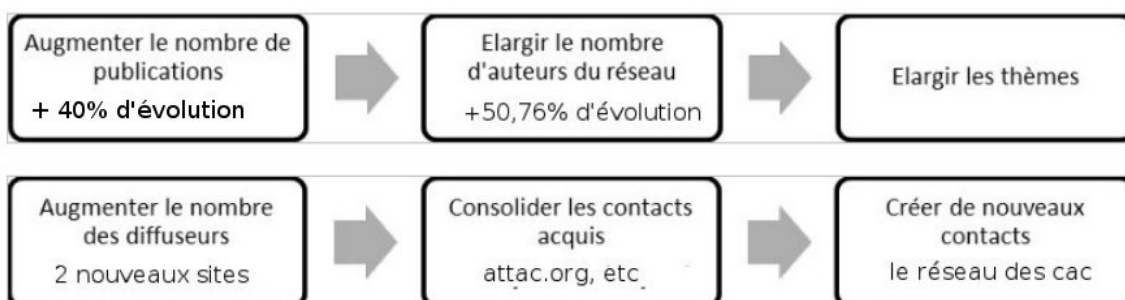 Augmenter le nombre de
publications
+ 40% d'évolution
Elargir le nombre
d'auteurs du réseau
+50,76% d'évolution
Elargir les thèmes
Augmenter le nombre
des diffuseurs
2 nouveaux sites
Consolider les contacts
acquis
attac.org, etc
Créer de nouveaux
contacts
le réseau des cac